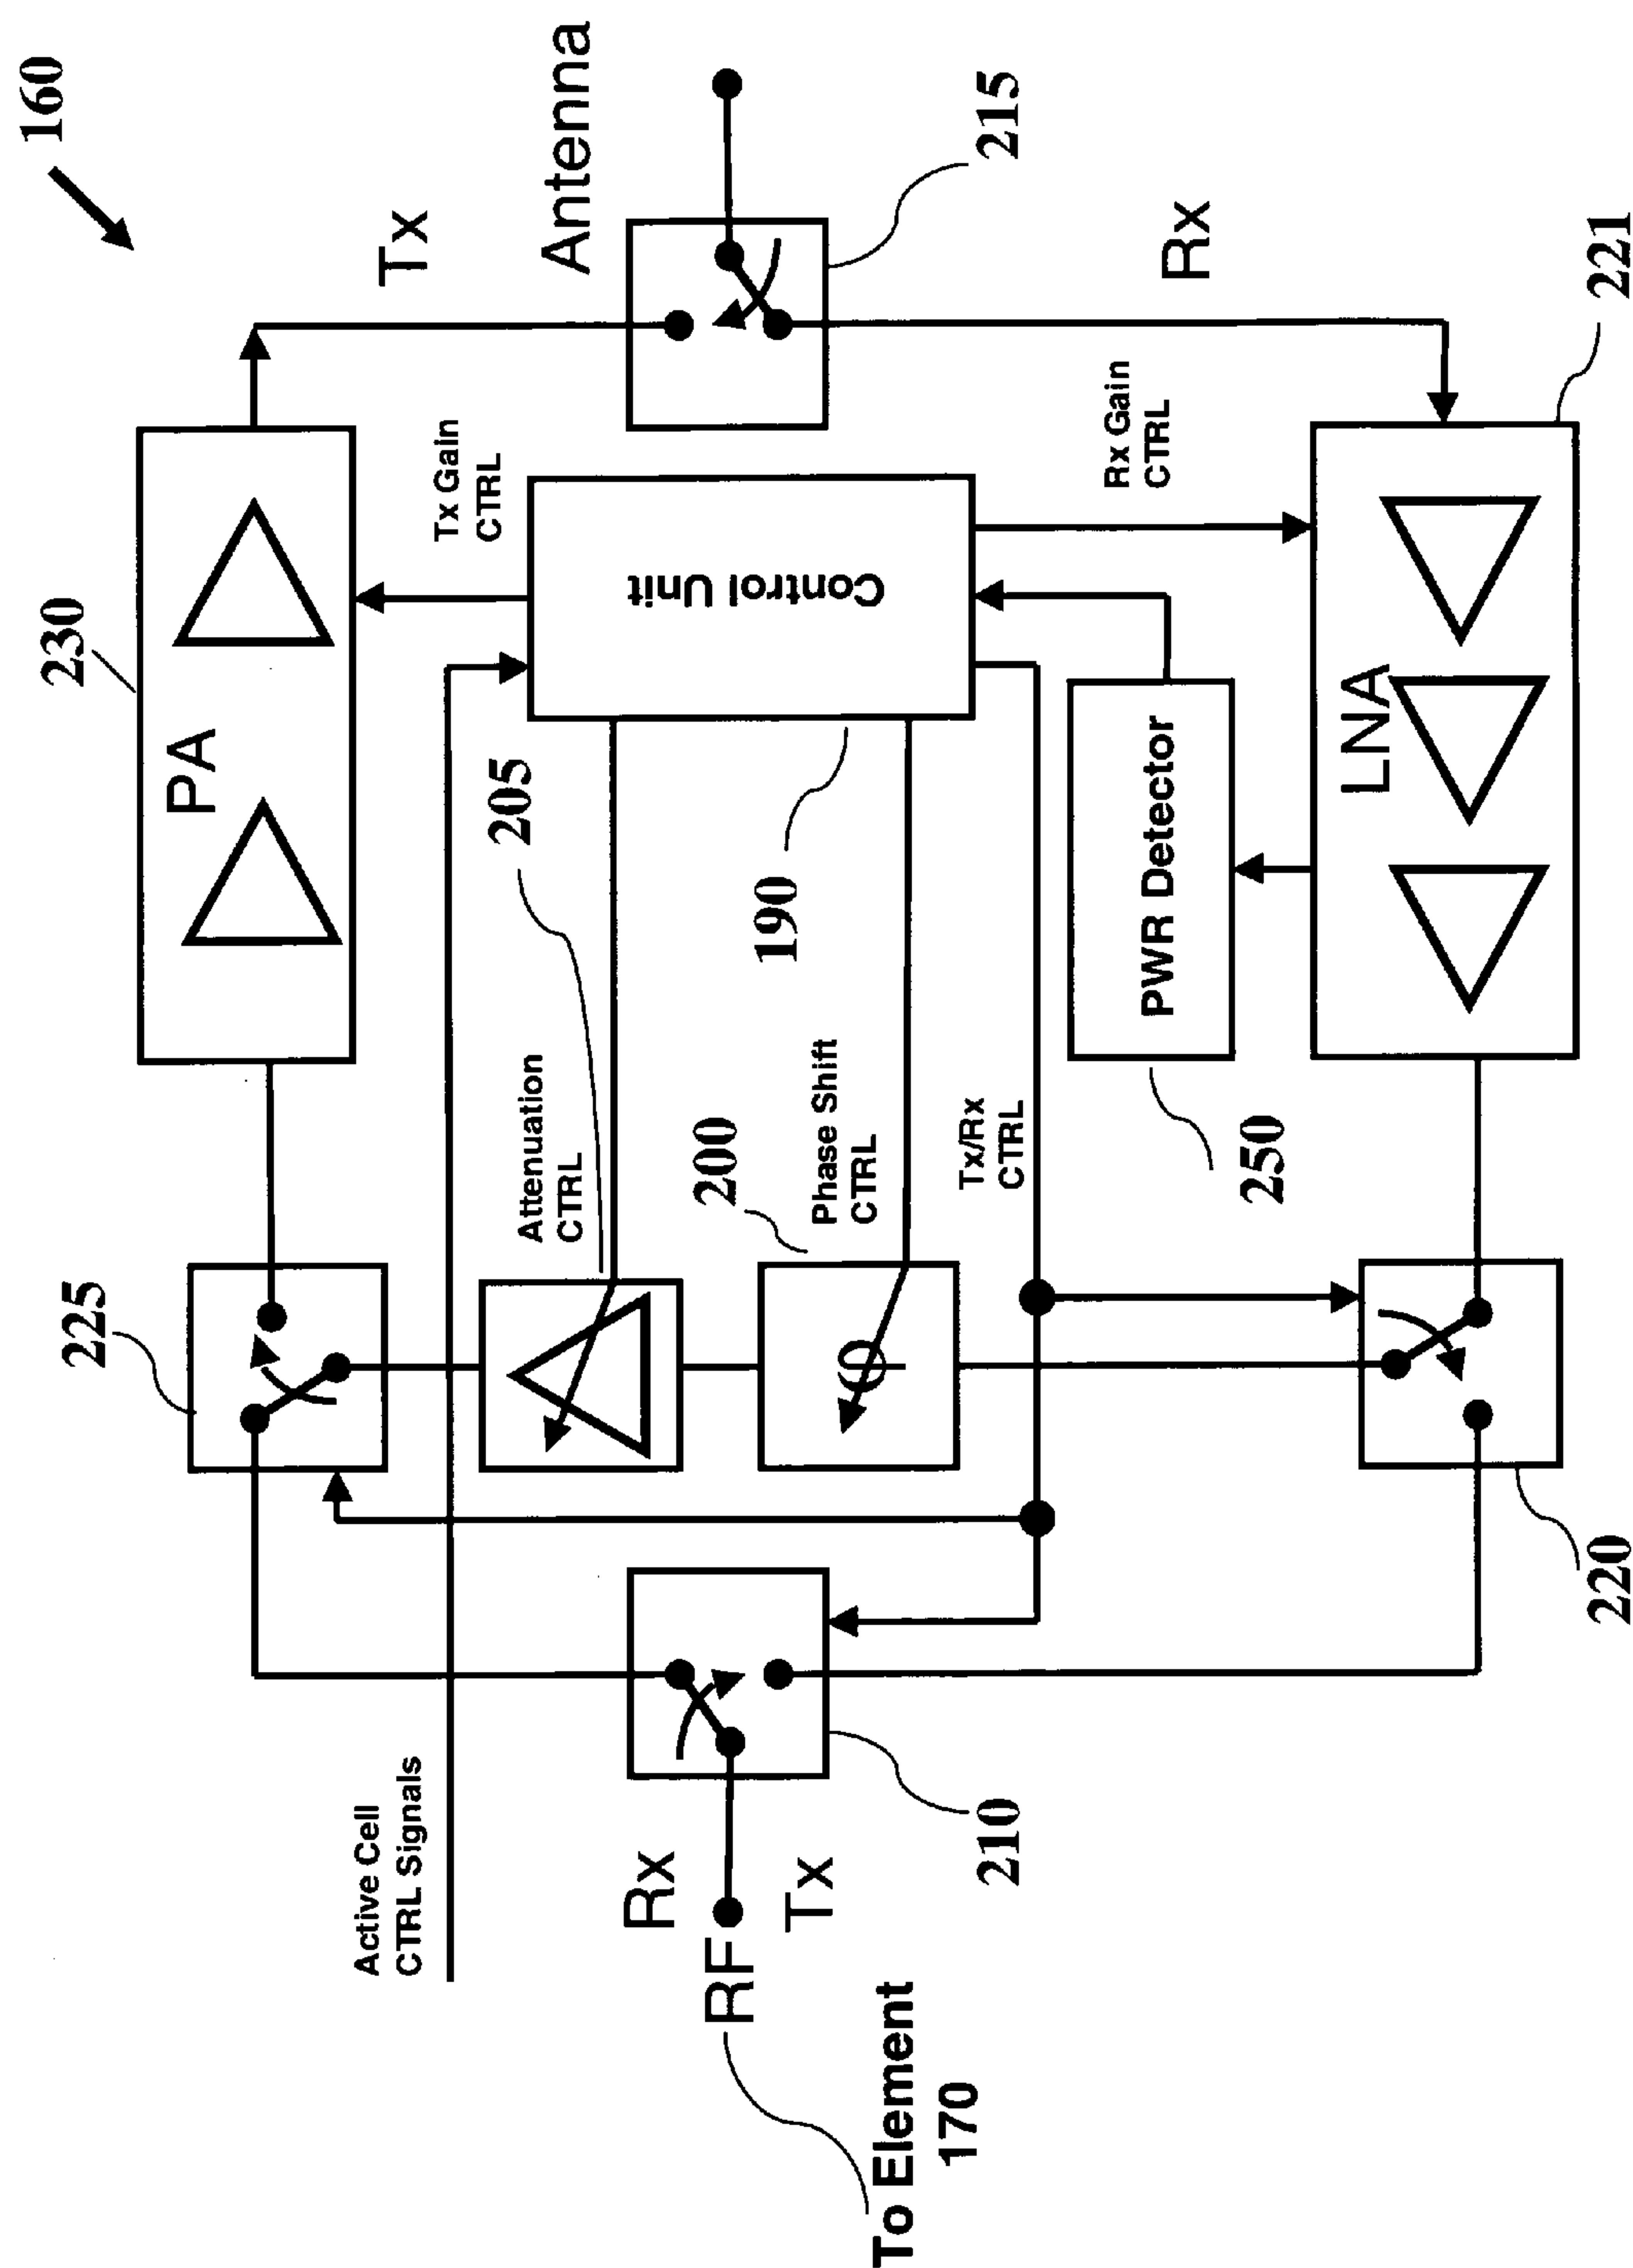 160
Tx
Antenna
215
Rx
221
230
PA
Tx Gain
CTRL
Control Unit
Rx Gain
CTRL
LNA
205
190
PWR Detector
250
225
Attenuation
CTRL
200
Phase Shift
CTRL
φ
Tx/Rx
CTRL
220
Active Cell
CTRL Signals
Rx
RF
Tx
210
To Element
170